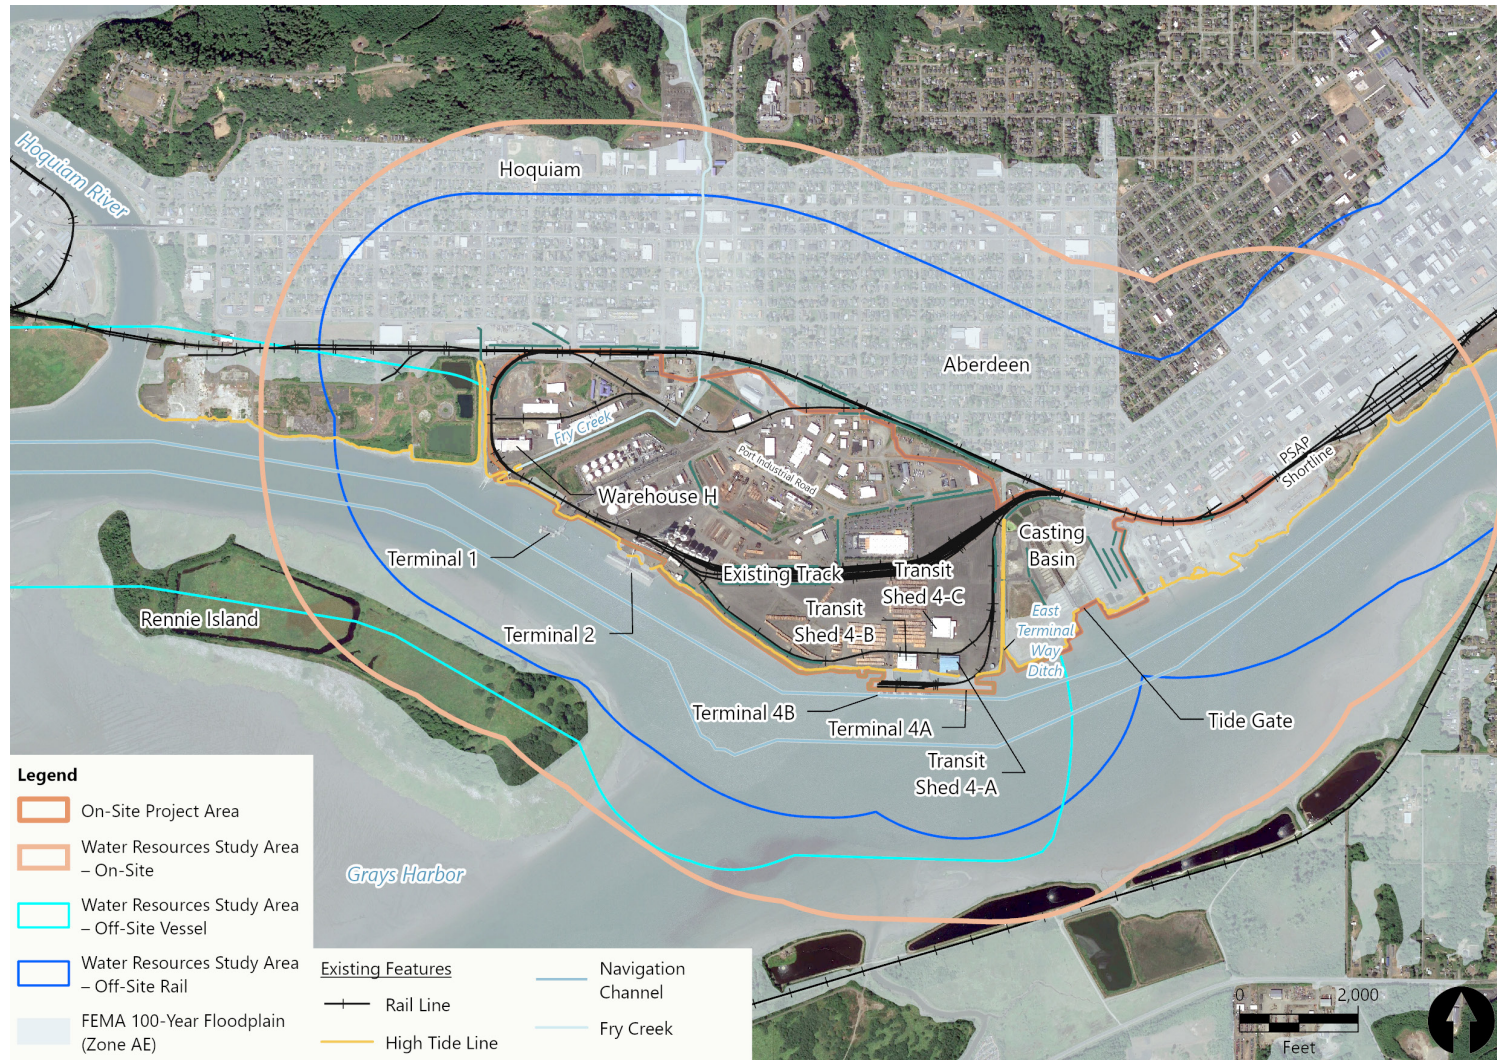 Hoquiam River
Hoquiam
Aberdeen
PSAP
Shortline
Fry Creek
Port Industrial Road
Warehouse H
Casting
Basin
Terminal 1
Existing Track
Transit
Shed 4-C
Transit
Shed 4-B
East
Terminal
Way
Ditch
Rennie Island
Terminal 2
Terminal 4B
Terminal 4A
Tide Gate
Transit
Shed 4-A
Grays Harbor
Legend
On-Site Project Area
Water Resources Study Area
– On-Site
Water Resources Study Area
– Off-Site Vessel
Water Resources Study Area
– Off-Site Rail
FEMA 100-Year Floodplain
(Zone AE)
Existing Features
Rail Line
High Tide Line
Navigation
Channel
Fry Creek
0 2,000
Feet